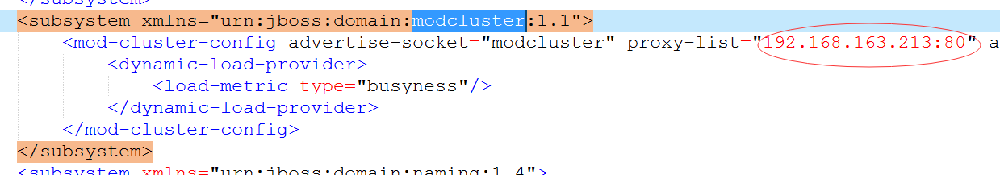 </subsystem>
<subsystem xmlns="urn:jboss:domain:modcluster:1.1">
<mod-cluster-config advertise-socket="modcluster" proxy-list="192.168.163.213:80" a
<dynamic-load-provider>
<load-metric type="busyness"/>
</dynamic-load-provider>
</mod-cluster-config>
</subsystem>
<subsystem xmlns="urn:jboss:domain:naming:1.4">